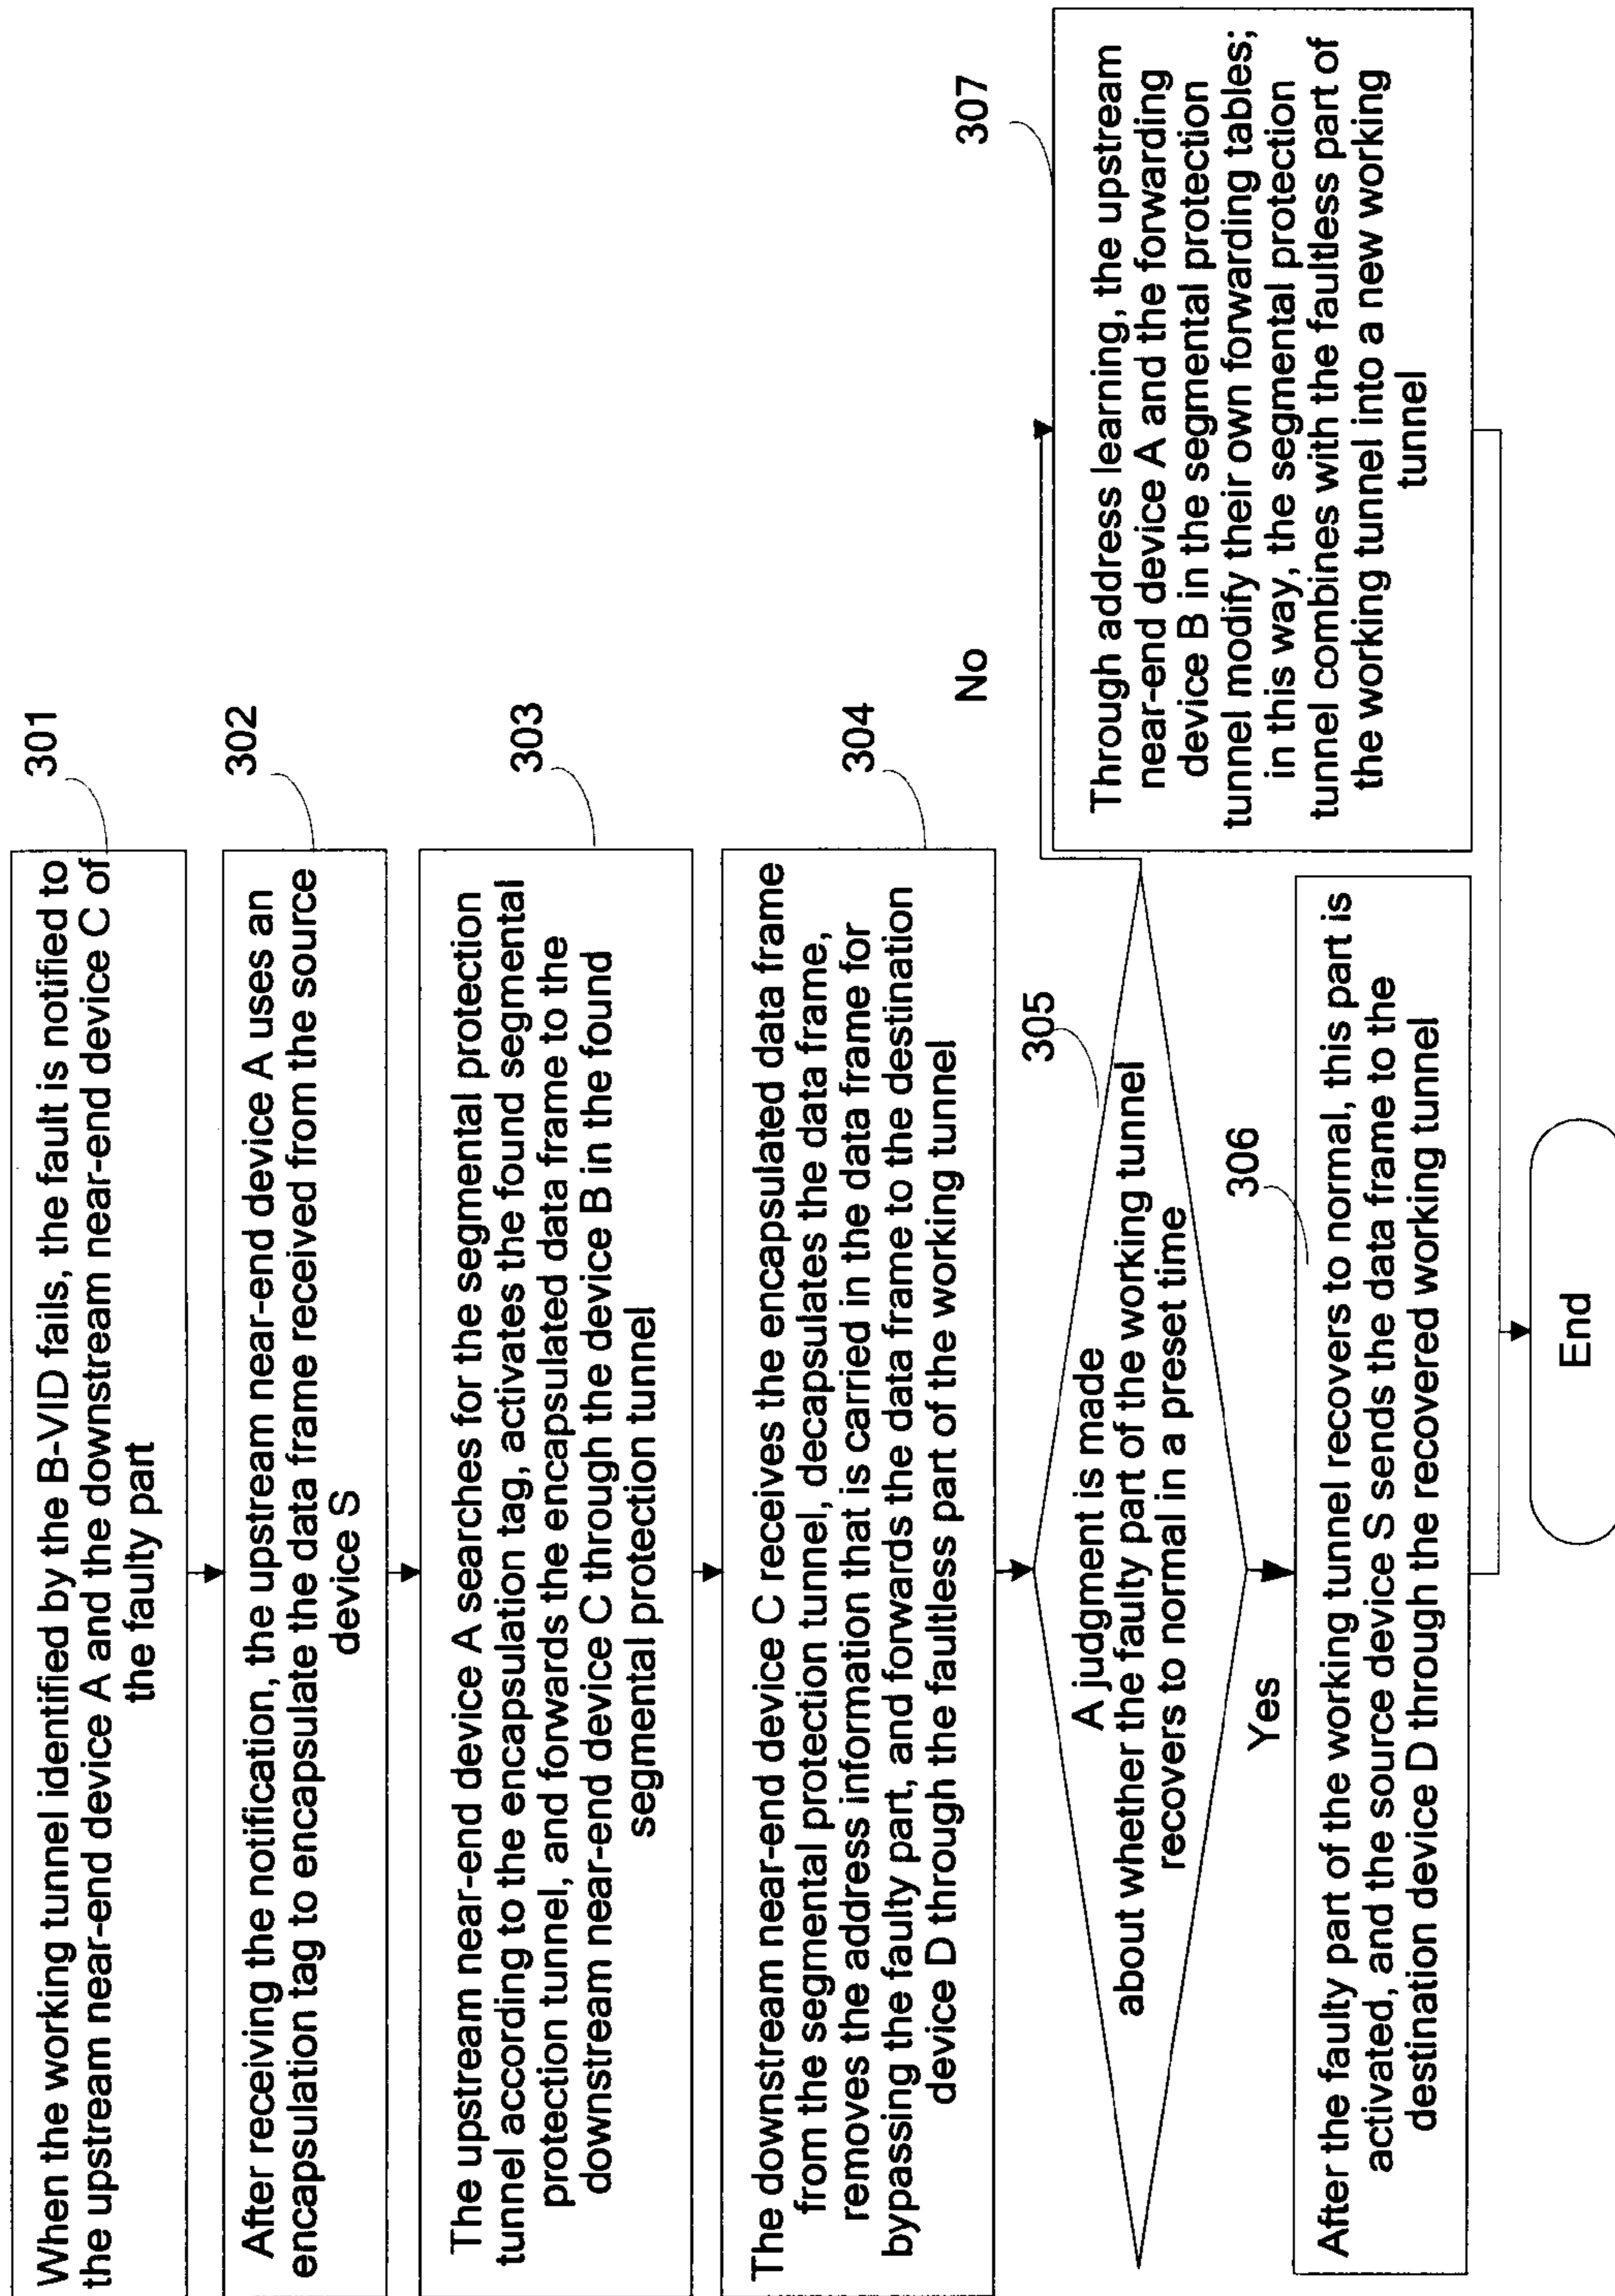 When the working tunnel identified by the B-VID fails, the fault is notified to
the upstream near-end device A and the downstream near-end device C of
the faulty part
301
After receiving the notification, the upstream near-end device A uses an
encapsulation tag to encapsulate the data frame received from the source
device S
302
The upstream near-end device A searches for the segmental protection
tunnel according to the encapsulation tag, activates the found segmental
protection tunnel, and forwards the encapsulated data frame to the
downstream near-end device C through the device B in the found
segmental protection tunnel
303
The downstream near-end device C receives the encapsulated data frame
from the segmental protection tunnel, decapsulates the data frame,
removes the address information that is carried in the data frame for
bypassing the faulty part, and forwards the data frame to the destination
device D through the faultless part of the working tunnel
304
A judgment is made
about whether the faulty part of the working tunnel
recovers to normal in a preset time
305
No
Yes
After the faulty part of the working tunnel recovers to normal, this part is
activated, and the source device S sends the data frame to the
destination device D through the recovered working tunnel
306
Through address learning, the upstream
near-end device A and the forwarding
device B in the segmental protection
tunnel modify their own forwarding tables;
in this way, the segmental protection
tunnel combines with the faultless part of
the working tunnel into a new working
tunnel
307
End